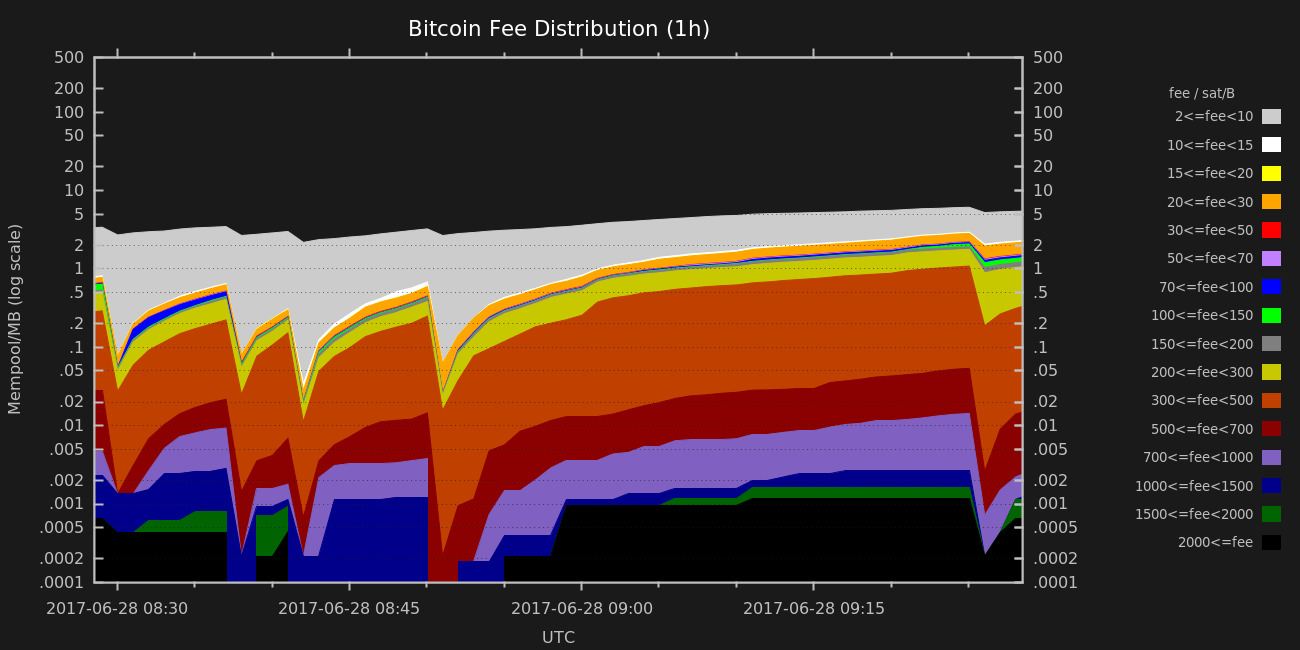 Bitcoin Fee Distribution (1h)
500
200
100
50
20
10
5
2
1
.5
.2
.1
.05
.02
.01
.005
.002
.001
.0005
.0002
.0001
Mempool/MB (log scale)
500
200
100
50
20
10
5
2
1
.5
.2
.1
.05
.02
.01
.005
.002
.001
.0005
.0002
.0001
2017-06-28 08:30 2017-06-28 08:45 2017-06-28 09:00 2017-06-28 09:15
UTC
fee / sat/B
2<=fee<10
10<=fee<15
15<=fee<20
20<=fee<30
30<=fee<50
50<=fee<70
70<=fee<100
100<=fee<150
150<=fee<200
200<=fee<300
300<=fee<500
500<=fee<700
700<=fee<1000
1000<=fee<1500
1500<=fee<2000
2000<=fee